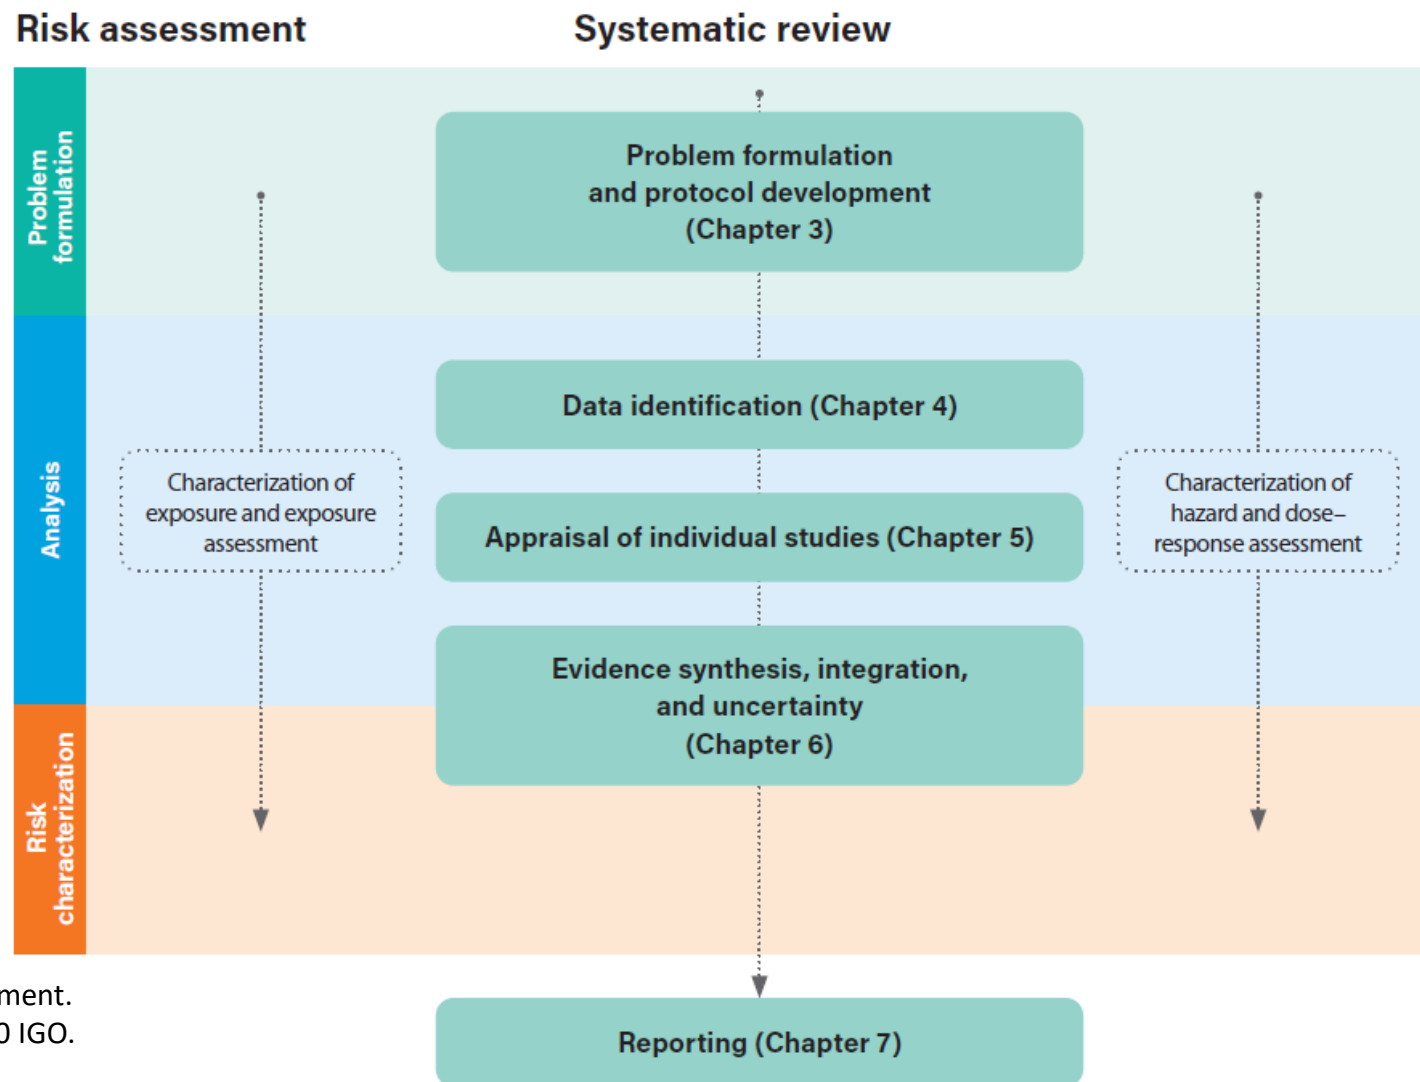 Risk assessment
Systematic review
Problem
formulation
Problem formulation
and protocol development
(Chapter 3)
Analysis
Data identification (Chapter 4)
Characterization of
exposure and exposure
assessment
Appraisal of individual studies (Chapter 5)
Characterization of
hazard and dose–
response assessment
Evidence synthesis, integration,
and uncertainty
(Chapter 6)
Risk
characterization
ment.
0 IGO.
Reporting (Chapter 7)